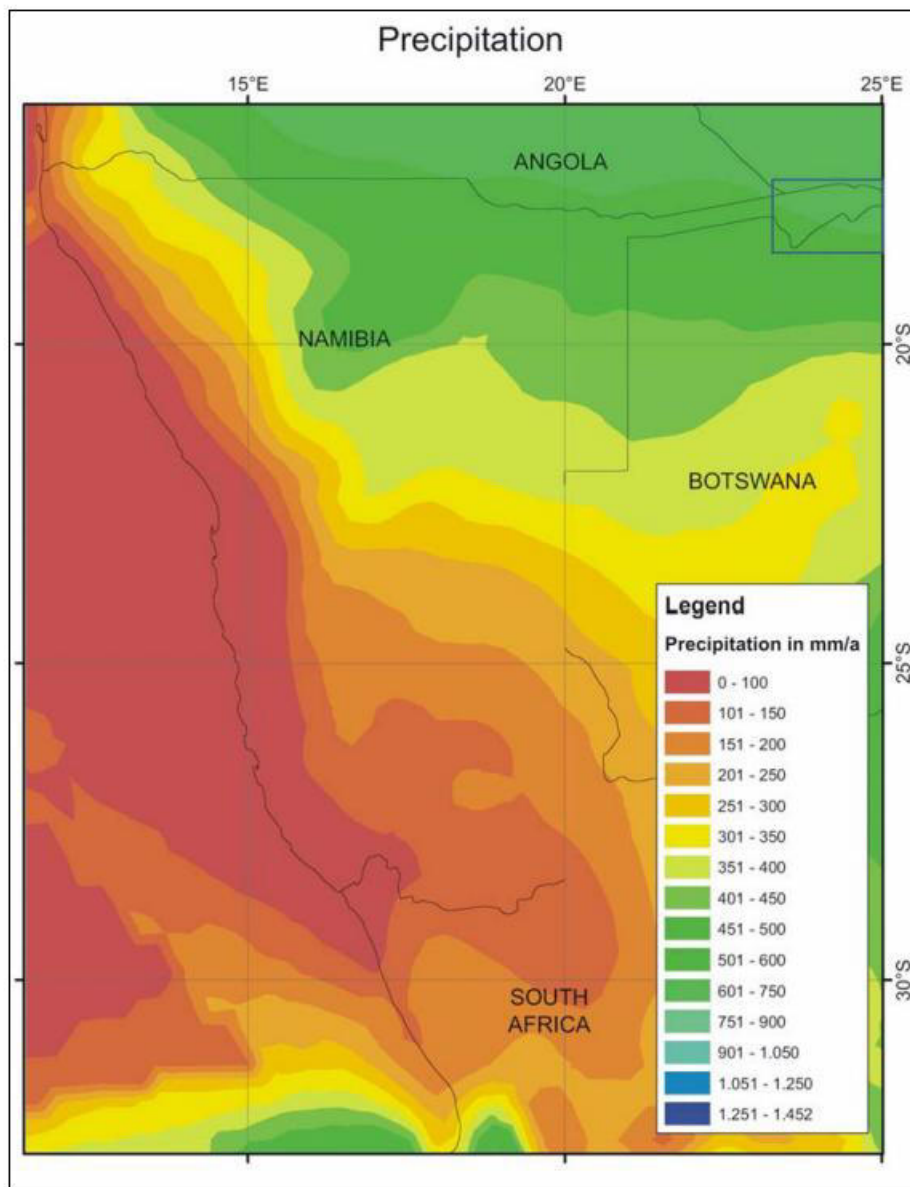 Precipitation
15°E 20°E 25°E
ANGOLA
NAMIBIA
20°S
BOTSWANA
Legend
Precipitation in mm/a
25°S
0 - 100
101 - 150
151 - 200
201 - 250
251 - 300
301 - 350
351 - 400
401 - 450
451 - 500
501 - 600
30°S
601 - 750
SOUTH
AFRICA
751 - 900
901 - 1.050
1.051 - 1.250
1.251 - 1.452